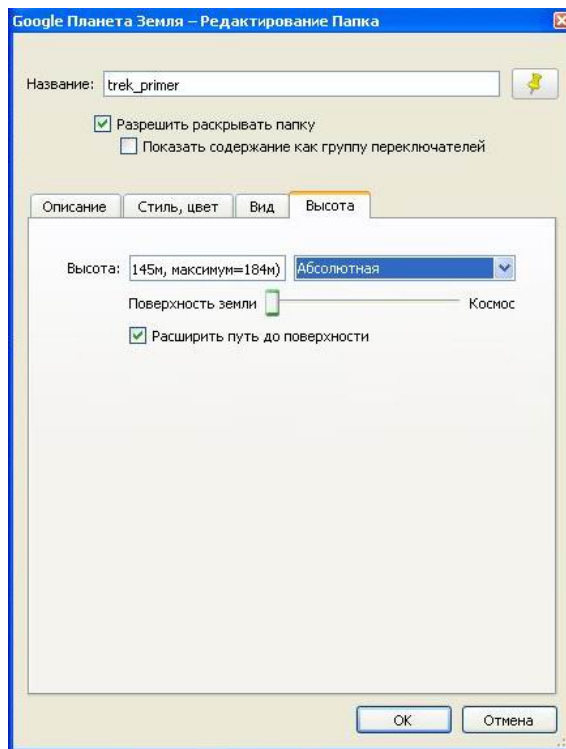 Google Планета Земля – Редактирование Папка
Название: trek_primer
Разрешить раскрывать папку
Показать содержание как группу переключателей
Описание Стиль, цвет Вид Высота
Высота: 145м, максимум=184м) Абсолютная
Поверхность земли Космос
Расширить путь до поверхности
OK Отмена